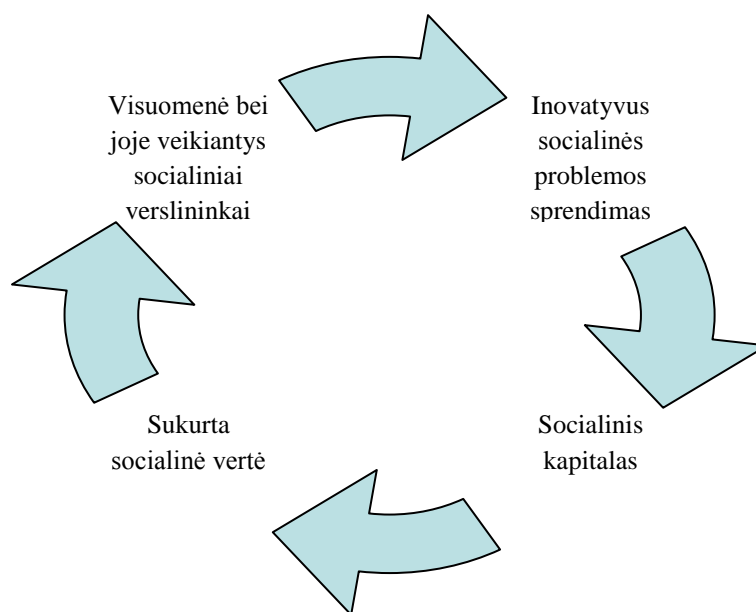 Visuomenė bei
joje veikiantys
socialiniai
verslininkai
Inovatyvus
socialinės
problemos
sprendimas
Socialinis
kapitalas
Sukurta
socialinė vertė